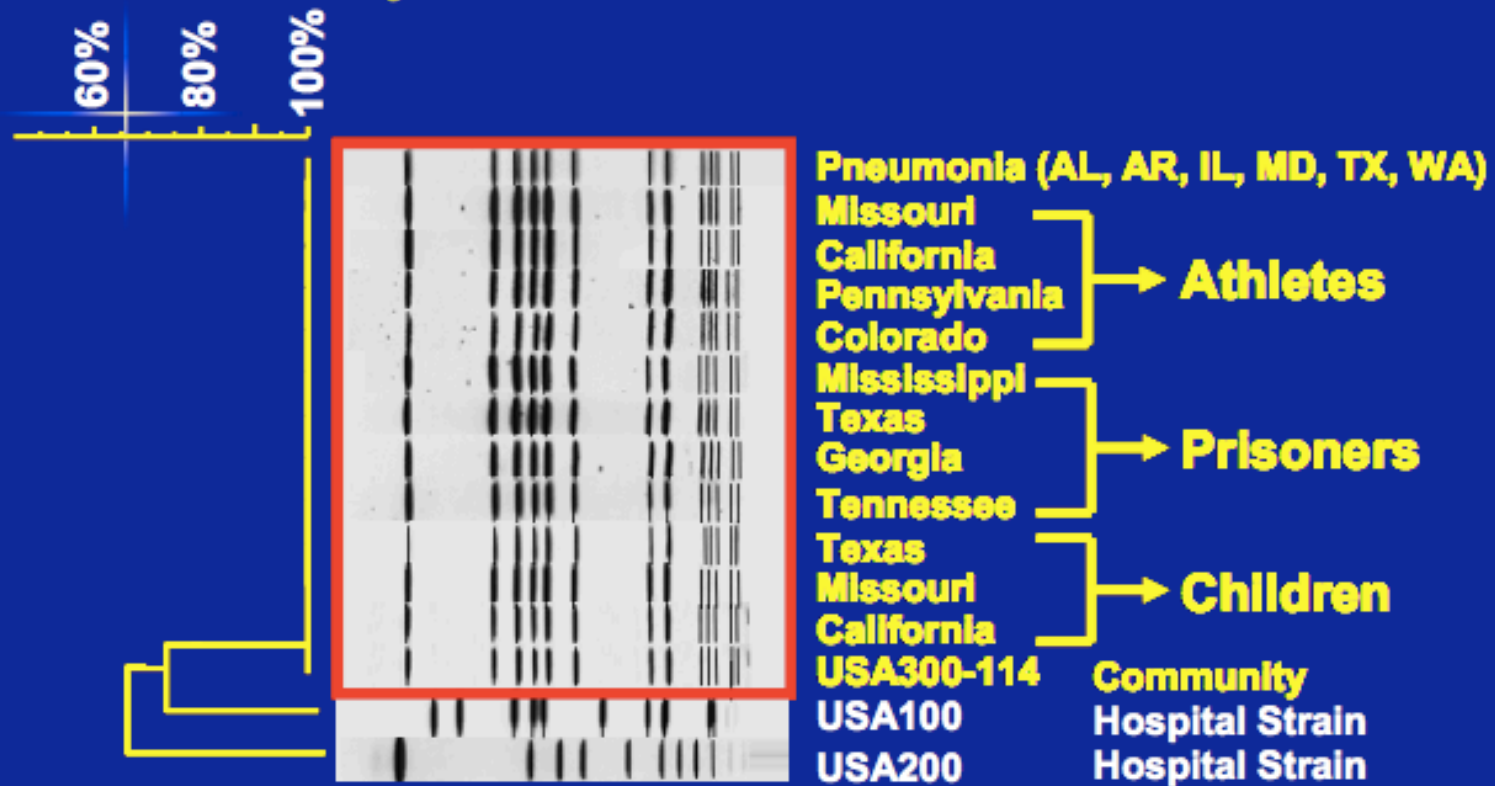 60% 80% 100%
Pneumonia (AL, AR, IL, MD, TX, WA)
Missouri
California
Pennsylvania
Colorado
Athletes
Mississippi
Texas
Georgia
Tennessee
Prisoners
Texas
Missouri
California
Children
USA300-114 Community
USA100 Hospital Strain
USA200 Hospital Strain